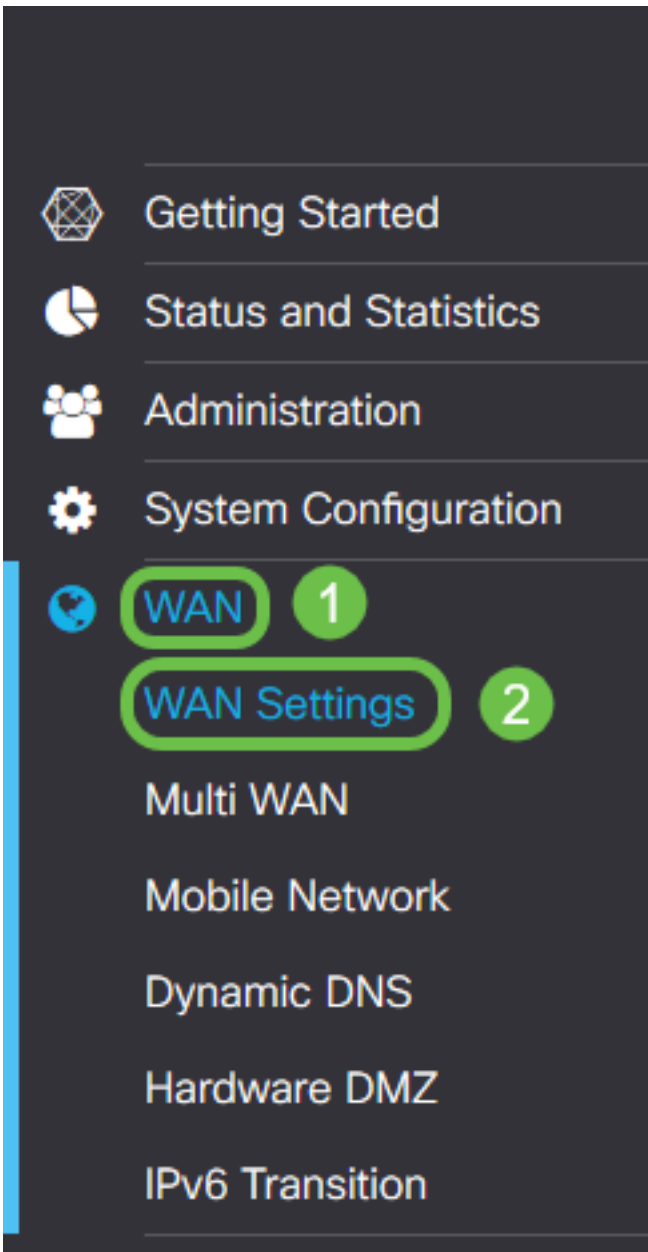 Getting Started
Status and Statistics
Administration
System Configuration
WAN 1
WAN Settings 2
Multi WAN
Mobile Network
Dynamic DNS
Hardware DMZ
IPv6 Transition